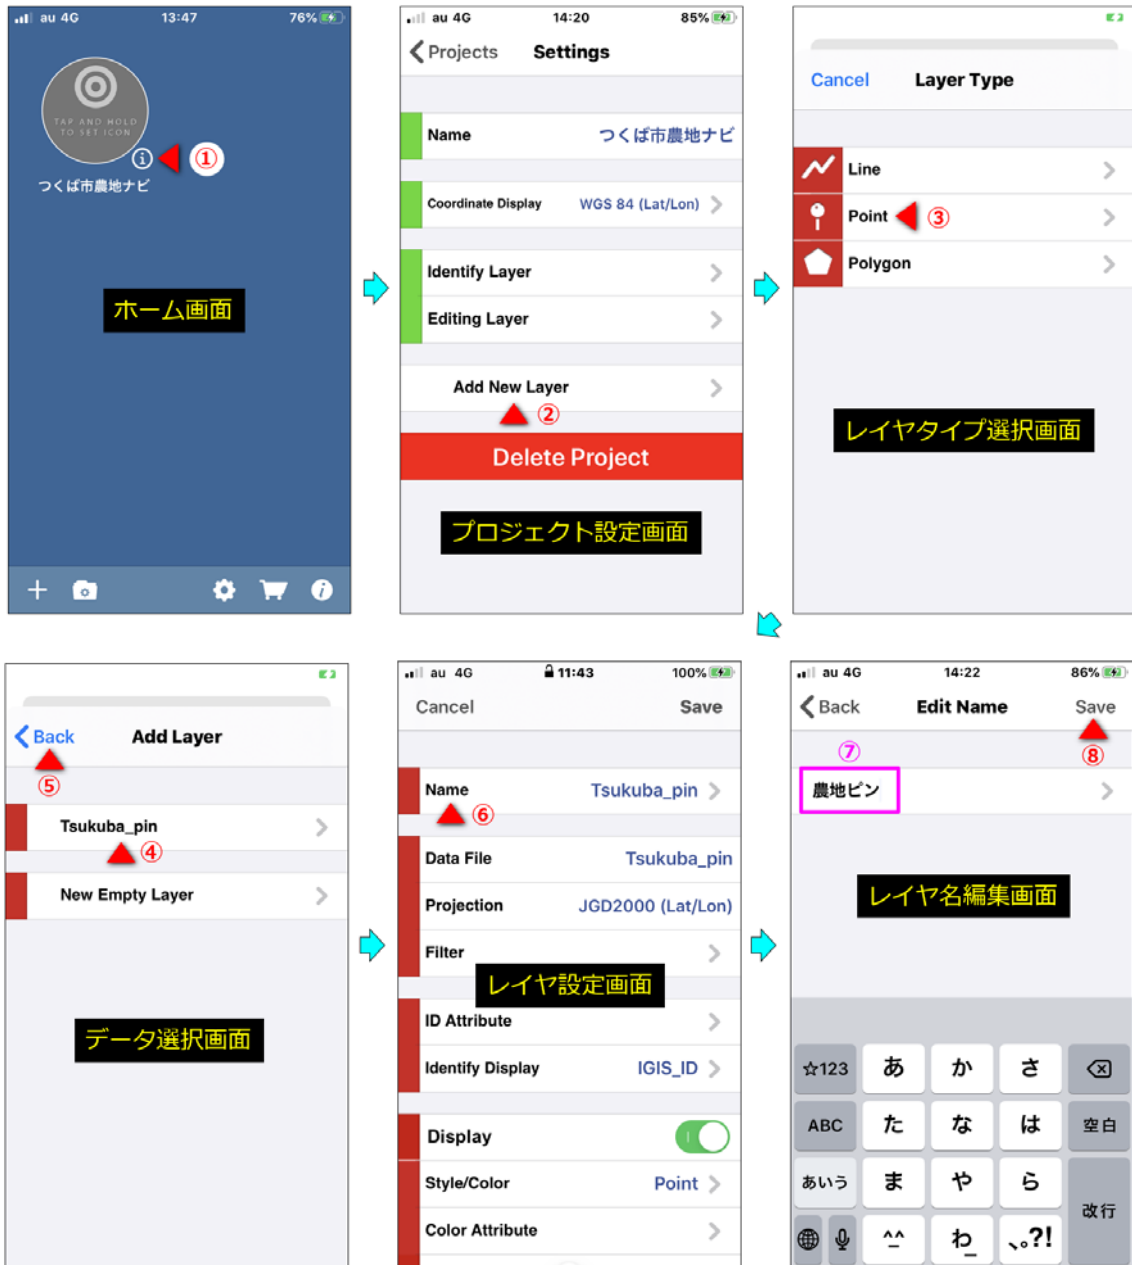 au 4G 13:47 76%
TAP AND HOLD
TO SET ICON
①
つくば市農地ナビ
ホーム画面
au 4G 14:20 85%
Projects Settings
Name つくば市農地ナビ
Coordinate Display WGS 84 (Lat/Lon)
Identify Layer
Editing Layer
Add New Layer
②
Delete Project
プロジェクト設定画面
Cancel Layer Type
Line
Point ③
Polygon
レイヤタイプ選択画面
Back Add Layer
⑤
Tsukuba_pin
④
New Empty Layer
データ選択画面
au 4G 11:43 100%
Cancel Save
Name Tsukuba_pin
⑥
Data File Tsukuba_pin
Projection JGD2000 (Lat/Lon)
Filter
レイヤ設定画面
ID Attribute
Identify Display IGIS_ID
Display
Style/Color Point
Color Attribute
au 4G 14:22 86%
Back Edit Name Save
⑦ ⑧
農地ピン
レイヤ名編集画面
☆123 あ か さ
ABC た な は 空白
あいう ま や ら 改行
^^ わ 、。?!